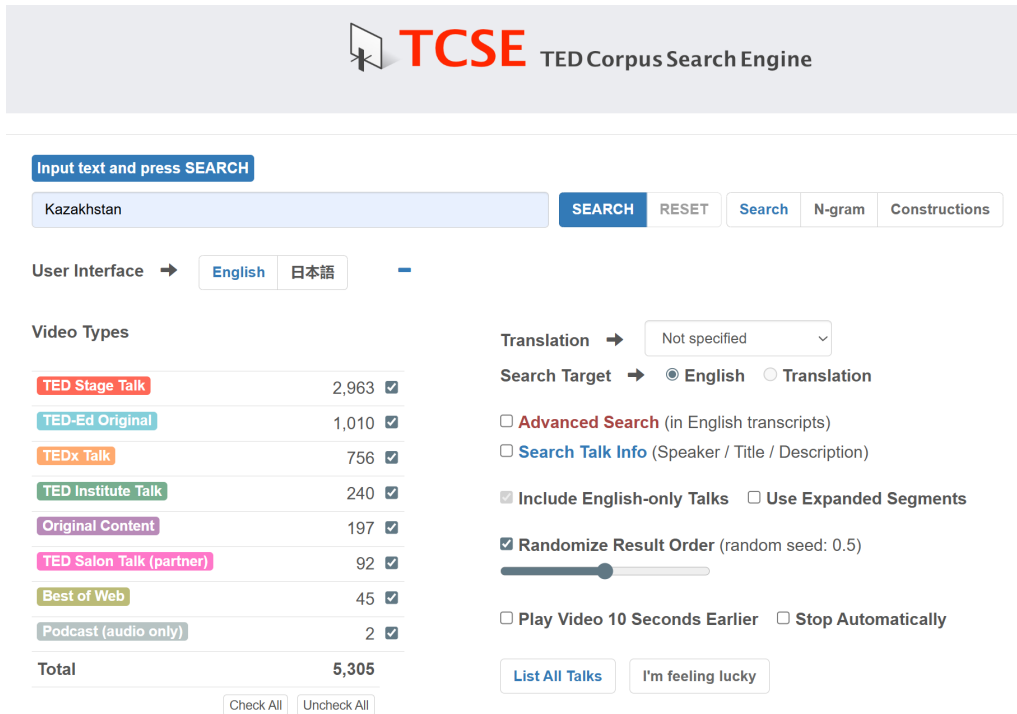 TCSE TED Corpus Search Engine
Input text and press SEARCH
Kazakhstan SEARCH RESET Search N-gram Constructions
User Interface English 日本語
Video Types
TED Stage Talk 2,963
TED-Ed Original 1,010
TEDx Talk 756
TED Institute Talk 240
Original Content 197
TED Salon Talk (partner) 92
Best of Web 45
Podcast (audio only) 2
Total 5,305
Check All Uncheck All
Translation Not specified
Search Target English Translation
Advanced Search (in English transcripts)
Search Talk Info (Speaker / Title / Description)
Include English-only Talks Use Expanded Segments
Randomize Result Order (random seed: 0.5)
Play Video 10 Seconds Earlier Stop Automatically
List All Talks I'm feeling lucky